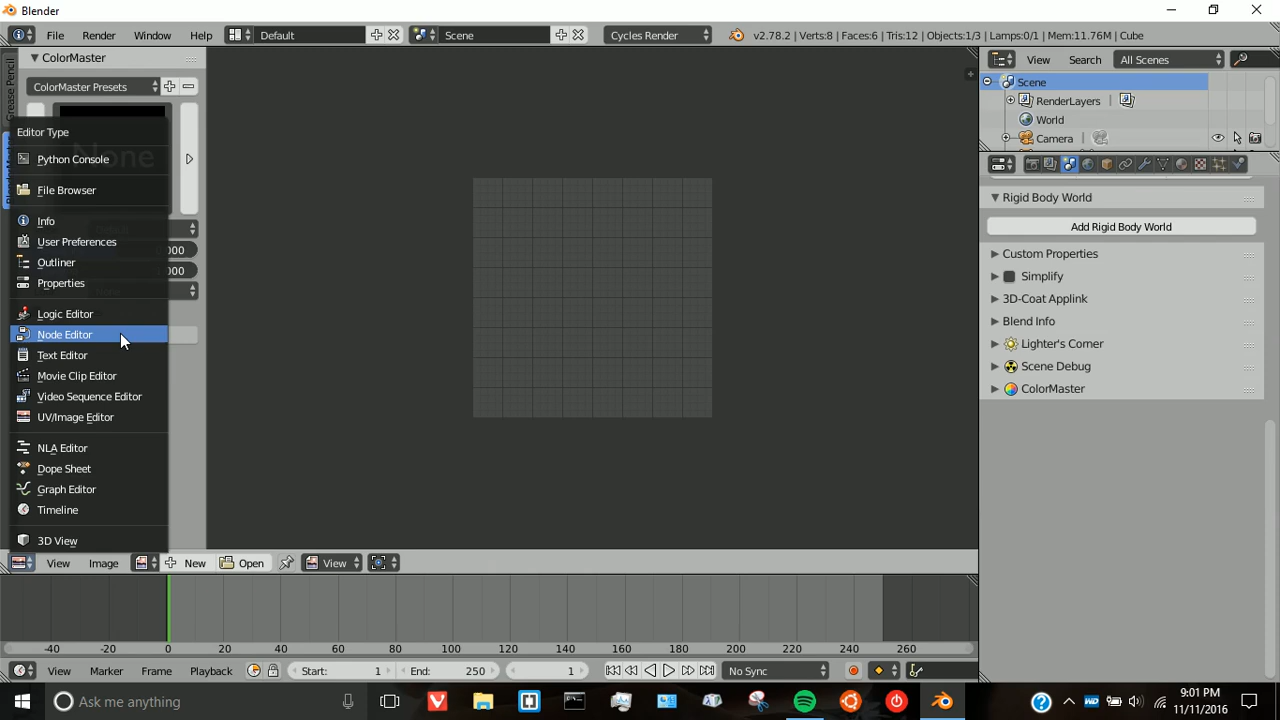 Blender
File Render Window Help Default Scene Cycles Render v2.78.2 | Verts:8 | Faces:6 | Tris:12 | Objects:1/3 | Lamps:0/1 | Mem:11.76M | Cube
ColorMaster
View Search All Scenes
Scene
ColorMaster Presets
Grease Pencil
RenderLayers
World
Camera
Editor Type
None
Python Console
File Browser
Info
User Preferences
Outliner
Properties
Logic Editor
Node Editor
Text Editor
Movie Clip Editor
Video Sequence Editor
UV/Image Editor
NLA Editor
Dope Sheet
Graph Editor
Timeline
3D View
Rigid Body World
Add Rigid Body World
Custom Properties
Simplify
3D-Coat Applink
Blend Info
Lighter's Corner
Scene Debug
ColorMaster
View Image New Open View
-40 -20 0 20 40 60 80 100 120 140 160 180 200 220 240 260
View Marker Frame Playback Start: 1 End: 250 1 No Sync
Ask me anything
9:01 PM
11/11/2016